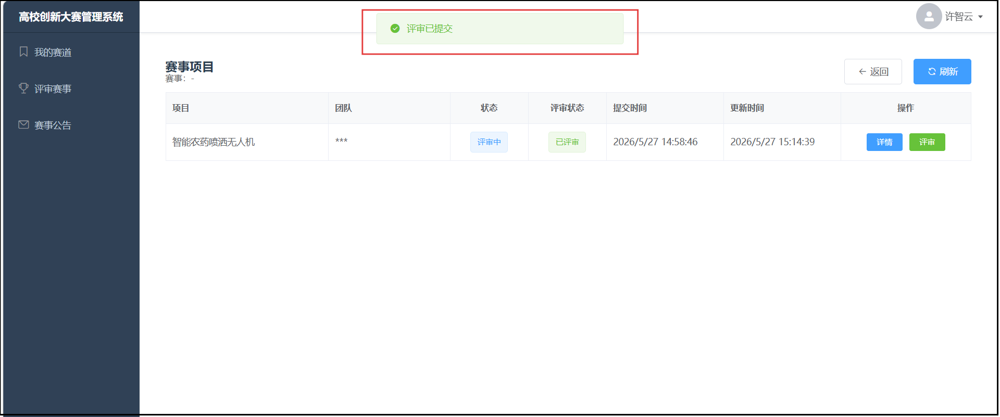 高校创新大赛管理系统
评审已提交
许智云
我的赛道
评审赛事
赛事公告
赛事项目
赛事：-
返回
刷新
项目 团队 状态 评审状态 提交时间 更新时间 操作
智能农药喷洒无人机 *** 评审中 已评审 2026/5/27 14:58:46 2026/5/27 15:14:39 详情 评审